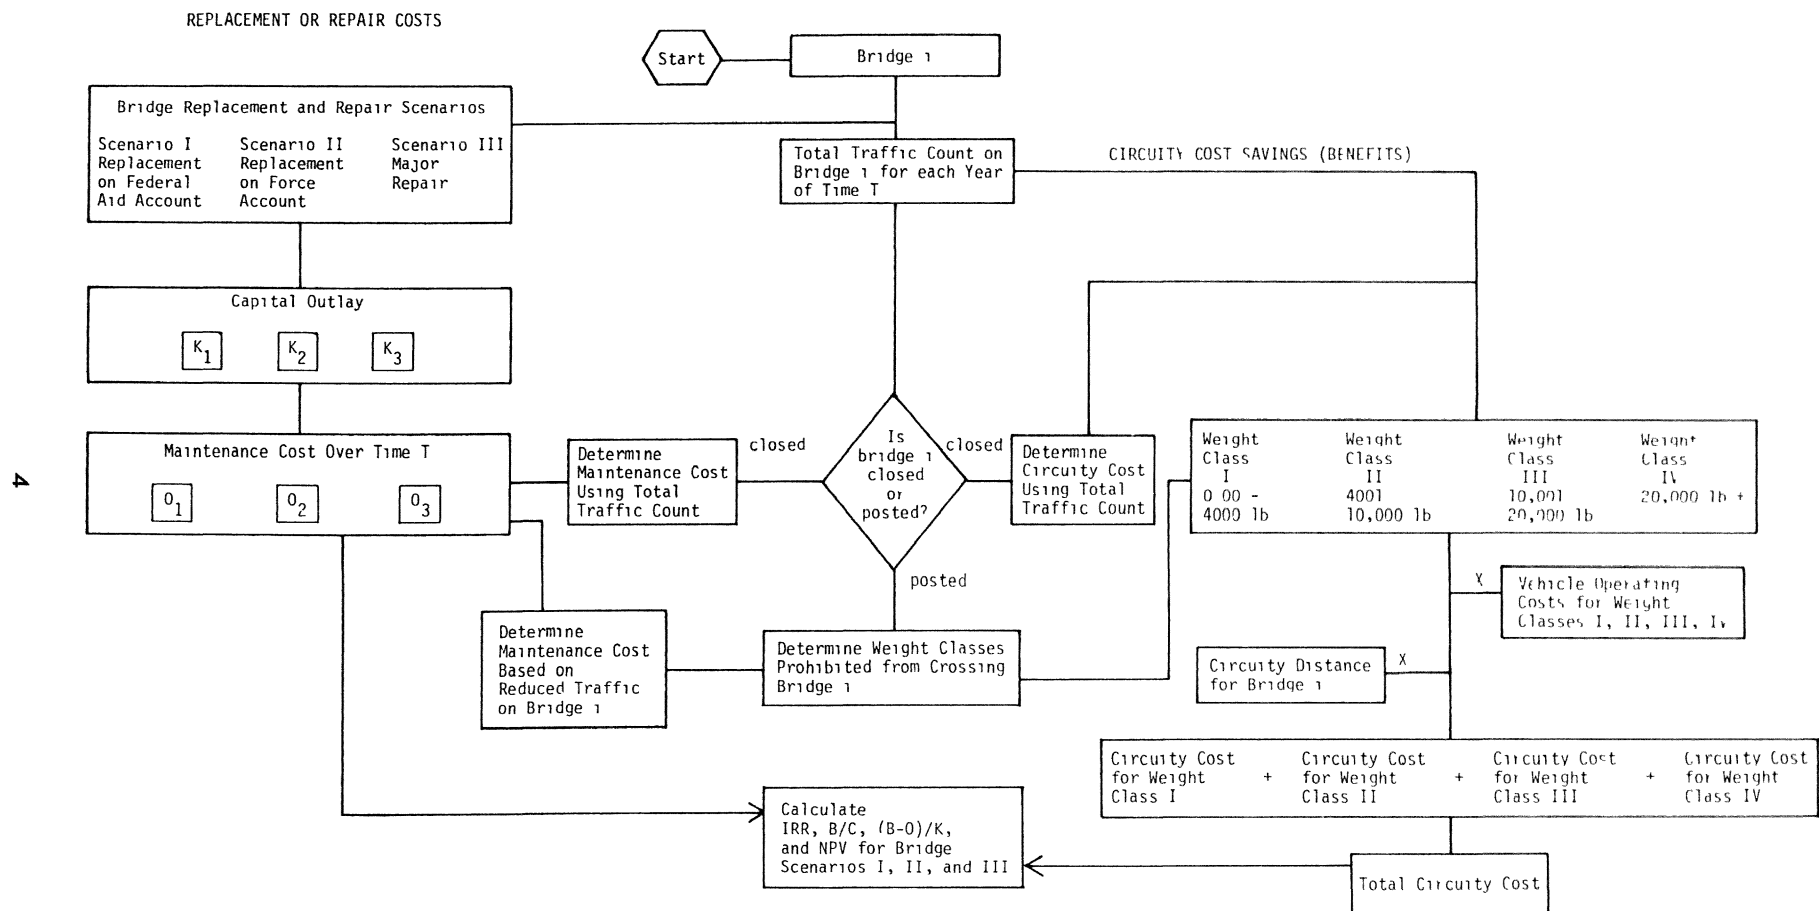 REPLACEMENT OR REPAIR COSTS
Start
Bridge i
Bridge Replacement and Repair Scenarios
Scenario I
Replacement
on Federal
Aid Account
Scenario II
Replacement
on Force
Account
Scenario III
Major
Repair
Total Traffic Count on
Bridge i for each Year
of Time T
CIRCUITY COST SAVINGS (BENEFITS)
Capital Outlay
K1
K2
K3
Maintenance Cost Over Time T
O1
O2
O3
Determine
Maintenance Cost
Using Total
Traffic Count
closed
Is
bridge i
closed
or
posted?
closed
Determine
Circuity Cost
Using Total
Traffic Count
Weight
Class
I
0 00 -
4000 lb
Weight
Class
II
4001
10,000 lb
Weight
Class
III
10,001
20,000 lb
Weight
Class
IV
20,000 lb +
4
posted
X
Vehicle Operating
Costs for Weight
Classes I, II, III, IV
Determine
Maintenance Cost
Based on
Reduced Traffic
on Bridge i
Determine Weight Classes
Prohibited from Crossing
Bridge i
Circuity Distance
for Bridge i
X
Circuity Cost
for Weight
Class I
+
Circuity Cost
for Weight
Class II
+
Circuity Cost
for Weight
Class III
+
Circuity Cost
for Weight
Class IV
Calculate
IRR, B/C, (B-O)/K,
and NPV for Bridge
Scenarios I, II, and III
Total Circuity Cost